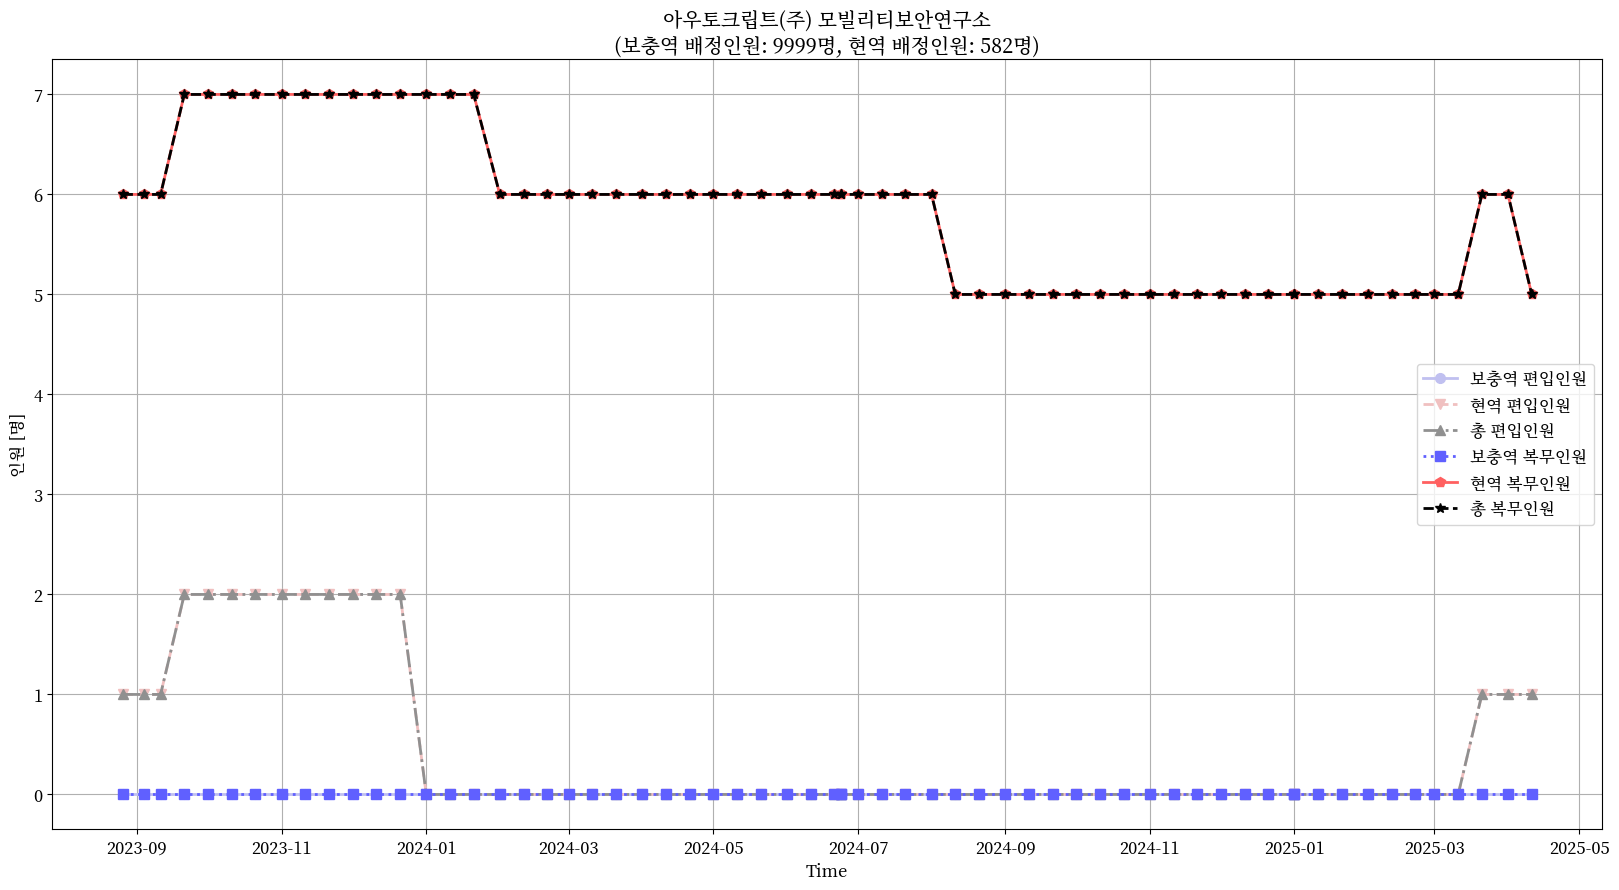 아우토크립트(주) 모빌리티보안연구소
(보충역 배정인원: 9999명, 현역 배정인원: 582명)
인원 [명]
7
6
5
4
3
2
1
0
보충역 편입인원
현역 편입인원
총 편입인원
보충역 복무인원
현역 복무인원
총 복무인원
2023-09
2023-11
2024-01
2024-03
2024-05
2024-07
2024-09
2024-11
2025-01
2025-03
2025-05
Time